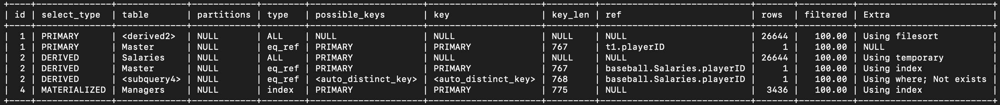 +----+--------------+--------------+------------+--------+---------------------+---------------------+---------+-----------------------------+-------+----------+-------------------------+
| id | select_type  | table        | partitions | type   | possible_keys       | key                 | key_len | ref                         | rows  | filtered | Extra                   |
+----+--------------+--------------+------------+--------+---------------------+---------------------+---------+-----------------------------+-------+----------+-------------------------+
|  1 | PRIMARY      | <derived2>   | NULL       | ALL    | NULL                | NULL                | NULL    | NULL                        | 26644 |   100.00 | Using filesort          |
|  1 | PRIMARY      | Master       | NULL       | eq_ref | PRIMARY             | PRIMARY             | 767     | t1.playerID                 |     1 |   100.00 | NULL                    |
|  2 | DERIVED      | Salaries     | NULL       | ALL    | PRIMARY             | NULL                | NULL    | NULL                        | 26644 |   100.00 | Using temporary         |
|  2 | DERIVED      | Master       | NULL       | eq_ref | PRIMARY             | PRIMARY             | 767     | baseball.Salaries.playerID  |     1 |   100.00 | Using index             |
|  2 | DERIVED      | <subquery4>  | NULL       | eq_ref | <auto_distinct_key> | <auto_distinct_key> | 768     | baseball.Salaries.playerID  |     1 |   100.00 | Using where; Not exists |
|  4 | MATERIALIZED | Managers     | NULL       | index  | PRIMARY             | PRIMARY             | 775     | NULL                        |  3436 |   100.00 | Using index             |
+----+--------------+--------------+------------+--------+---------------------+---------------------+---------+-----------------------------+-------+----------+-------------------------+